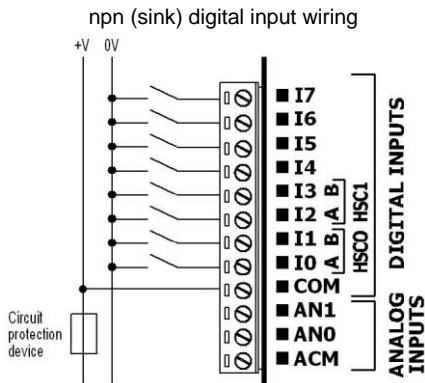 npn (sink) digital input wiring
+V 0V
I7
I6
I5
I4
I3 B
I2 A
HSC1
I1 B
I0 A
HSC0
COM
DIGITAL INPUTS
AN1
AN0
ACM
ANALOG
INPUTS
Circuit
protection
device